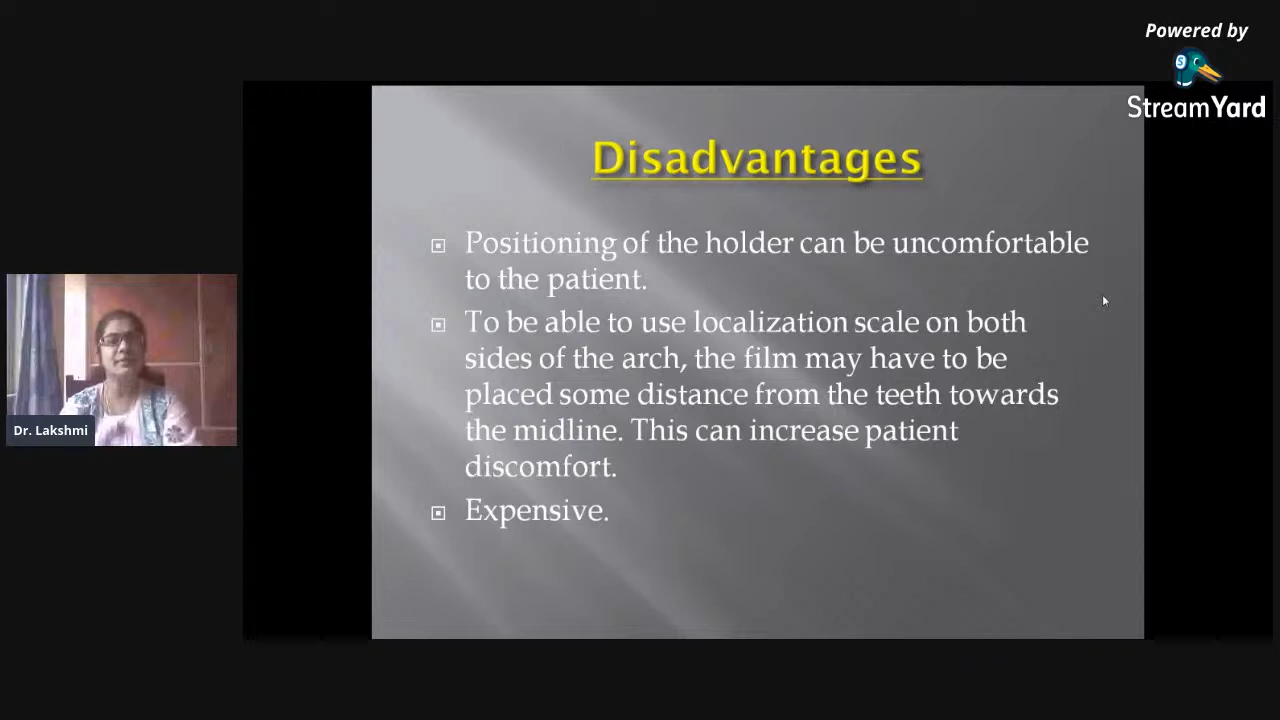 Powered by
StreamYard
Disadvantages
Positioning of the holder can be uncomfortable
to the patient.
To be able to use localization scale on both
sides of the arch, the film may have to be
placed some distance from the teeth towards
the midline. This can increase patient
discomfort.
Expensive.
Dr. Lakshmi